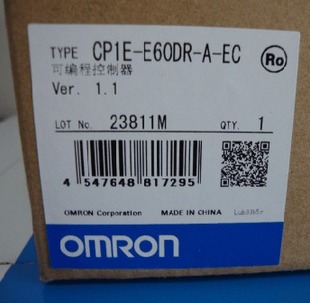 TYPE CP1E-E60DR-A-EC
Ro
可编程控制器
Ver. 1.1
LOT No. 23811M QTY. 1
4 547648 817295
OMRON Corporation MADE IN CHINA
OMRON